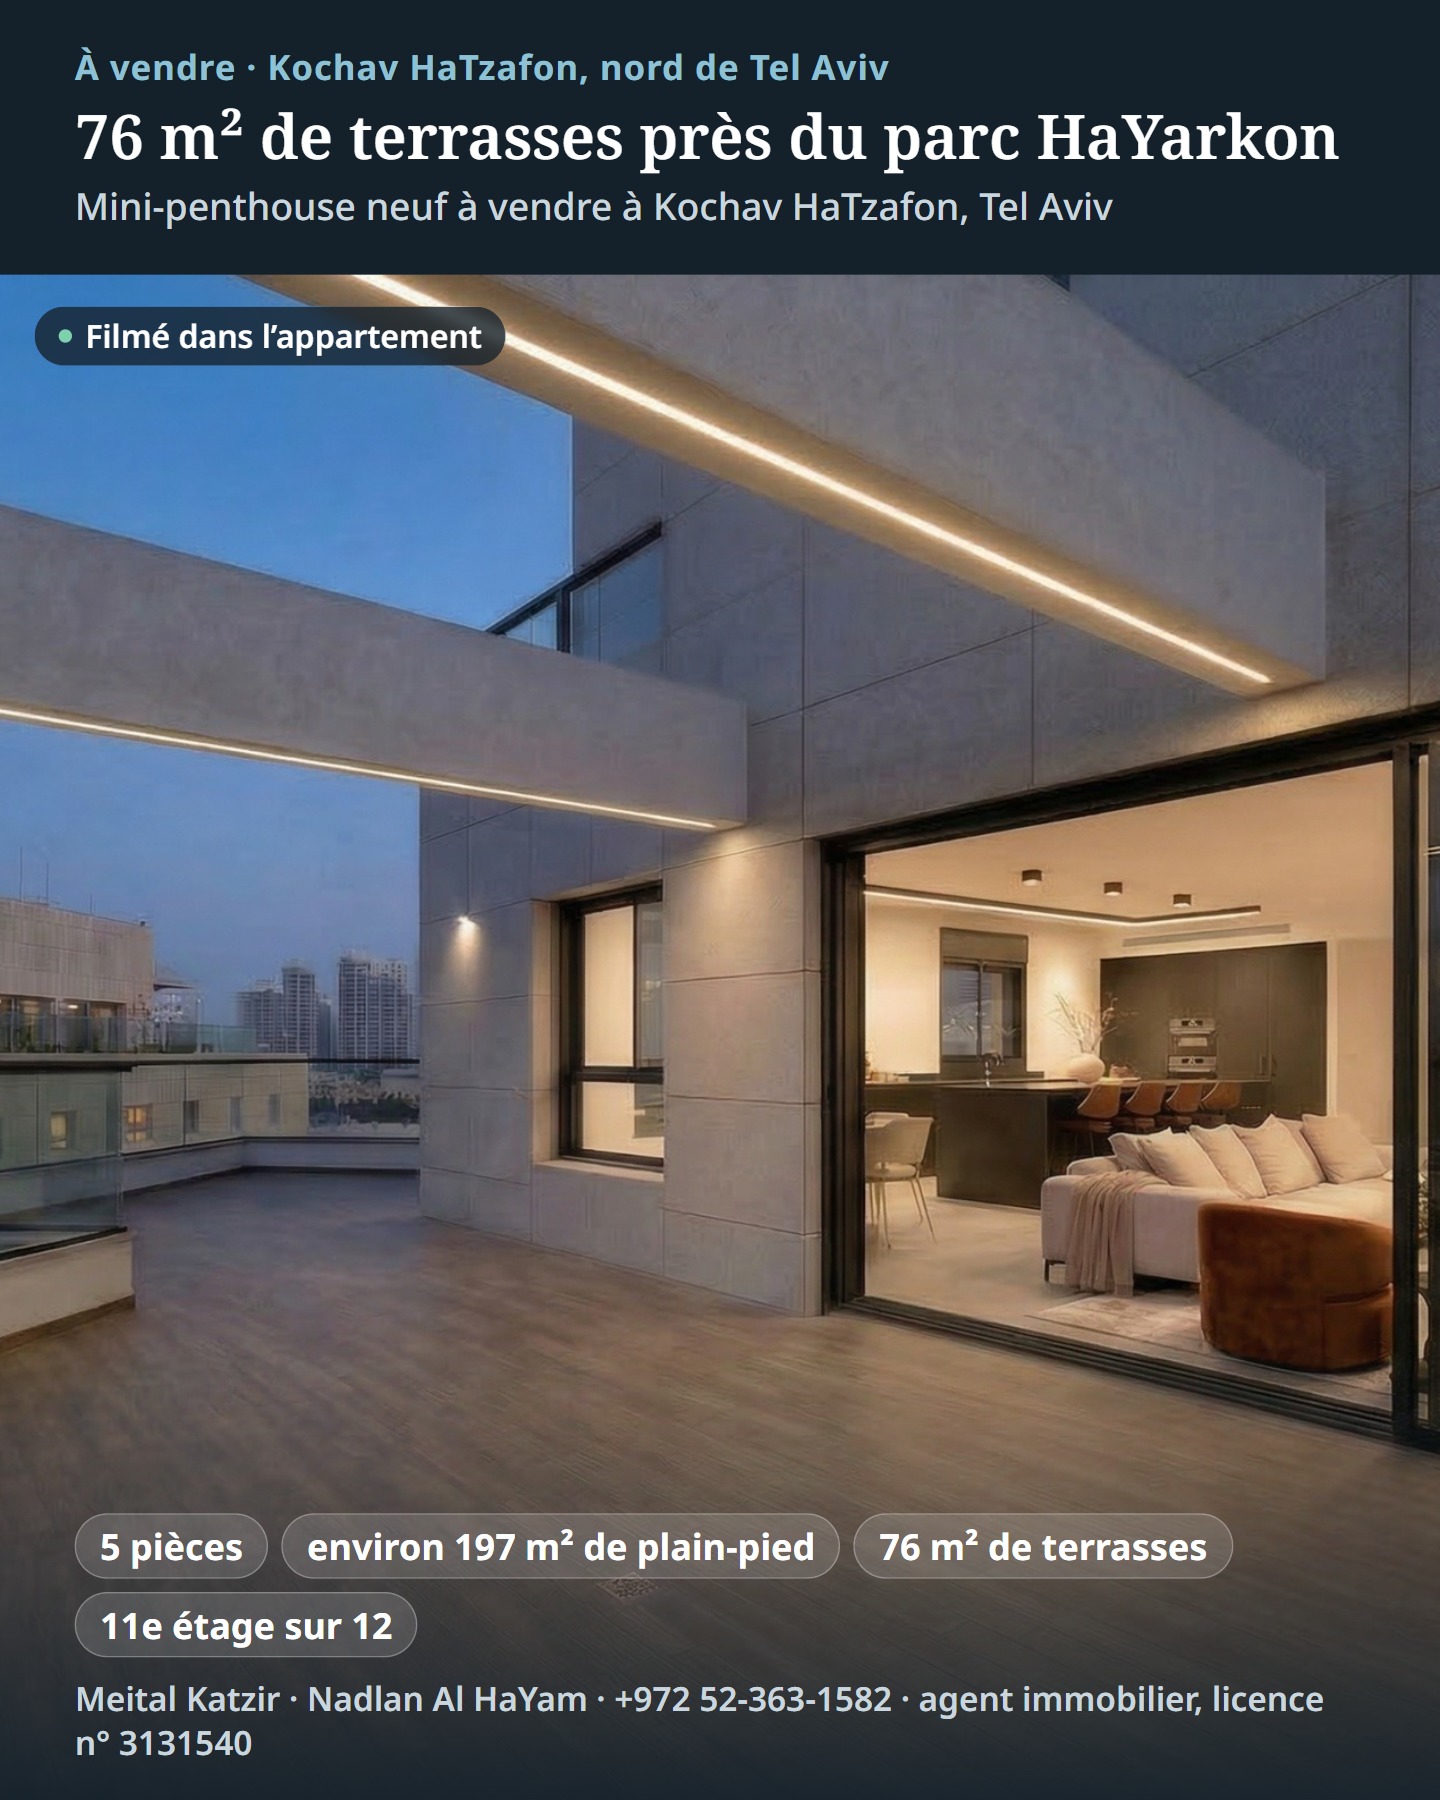 À vendre · Kochav HaTzafon, nord de Tel Aviv
76 m² de terrasses près du parc HaYarkon
Mini-penthouse neuf à vendre à Kochav HaTzafon, Tel Aviv
Filmé dans l’appartement
5 pièces
environ 197 m² de plain-pied
76 m² de terrasses
11e étage sur 12
Meital Katzir · Nadlan Al HaYam · +972 52-363-1582 · agent immobilier, licence
n° 3131540